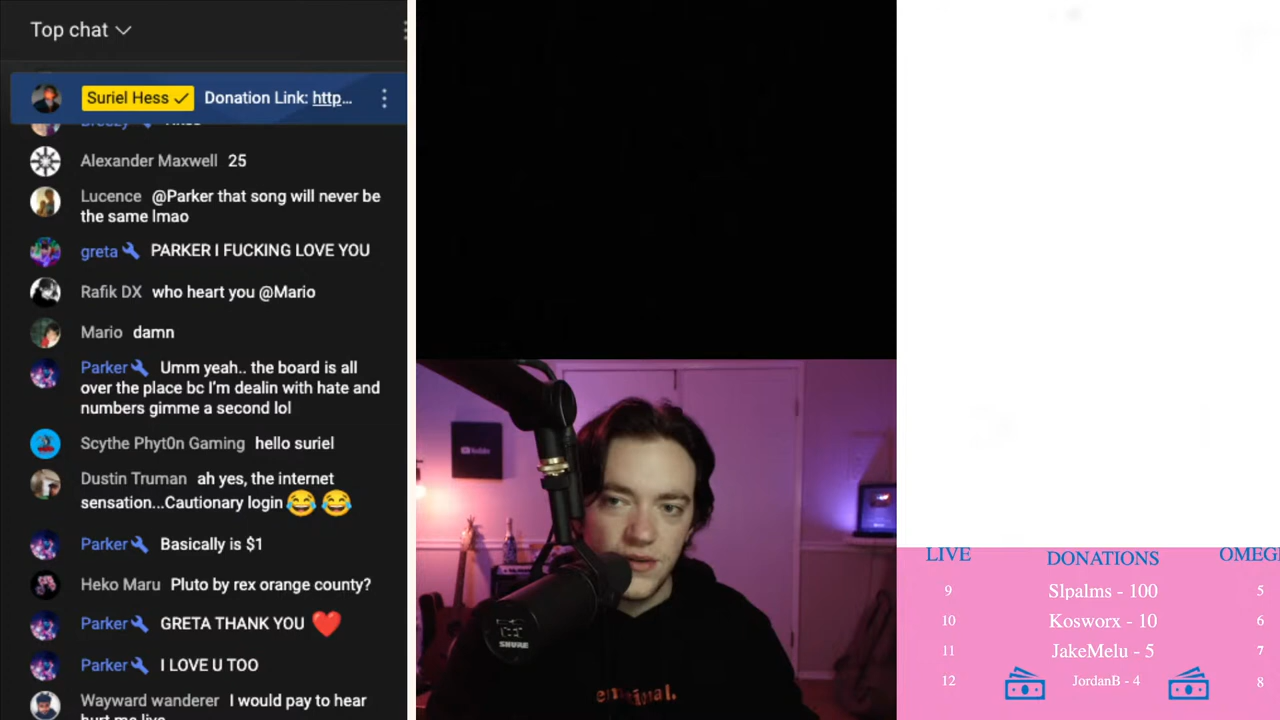 Top chat
Suriel Hess Donation Link: http...
Alexander Maxwell 25
Lucence @Parker that song will never be
the same lmao
greta PARKER I FUCKING LOVE YOU
Rafik DX who heart you @Mario
Mario damn
Parker Umm yeah.. the board is all
over the place bc I'm dealin with hate and
numbers gimme a second lol
Scythe Phyt0n Gaming hello suriel
Dustin Truman ah yes, the internet
sensation...Cautionary login😂😂
Parker Basically is $1
Heko Maru Pluto by rex orange county?
Parker GRETA THANK YOU ❤️
Parker I LOVE U TOO
Wayward wanderer I would pay to hear
YouTube
SHURE
LIVE DONATIONS OMEG
9 Slpalms - 100 5
10 Kosworx - 10 6
11 JakeMelu - 5 7
12 JordanB - 4 8